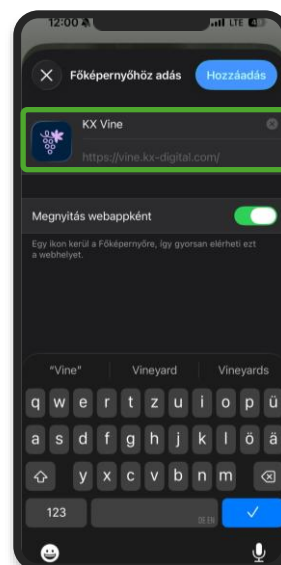 12:00
LTE
Főképernyőhöz adás
Hozzáadás
KX Vine
https://vine.kx-digital.com/
Megnyitás webappként
Egy ikon kerül a Főképernyőre, így gyorsan elérheti ezt
a webhelyet.
"Vine" Vineyard Vineyards
q w e r t z u i o p ü
a s d f g h j k l ö ä
y x c v b n m
123